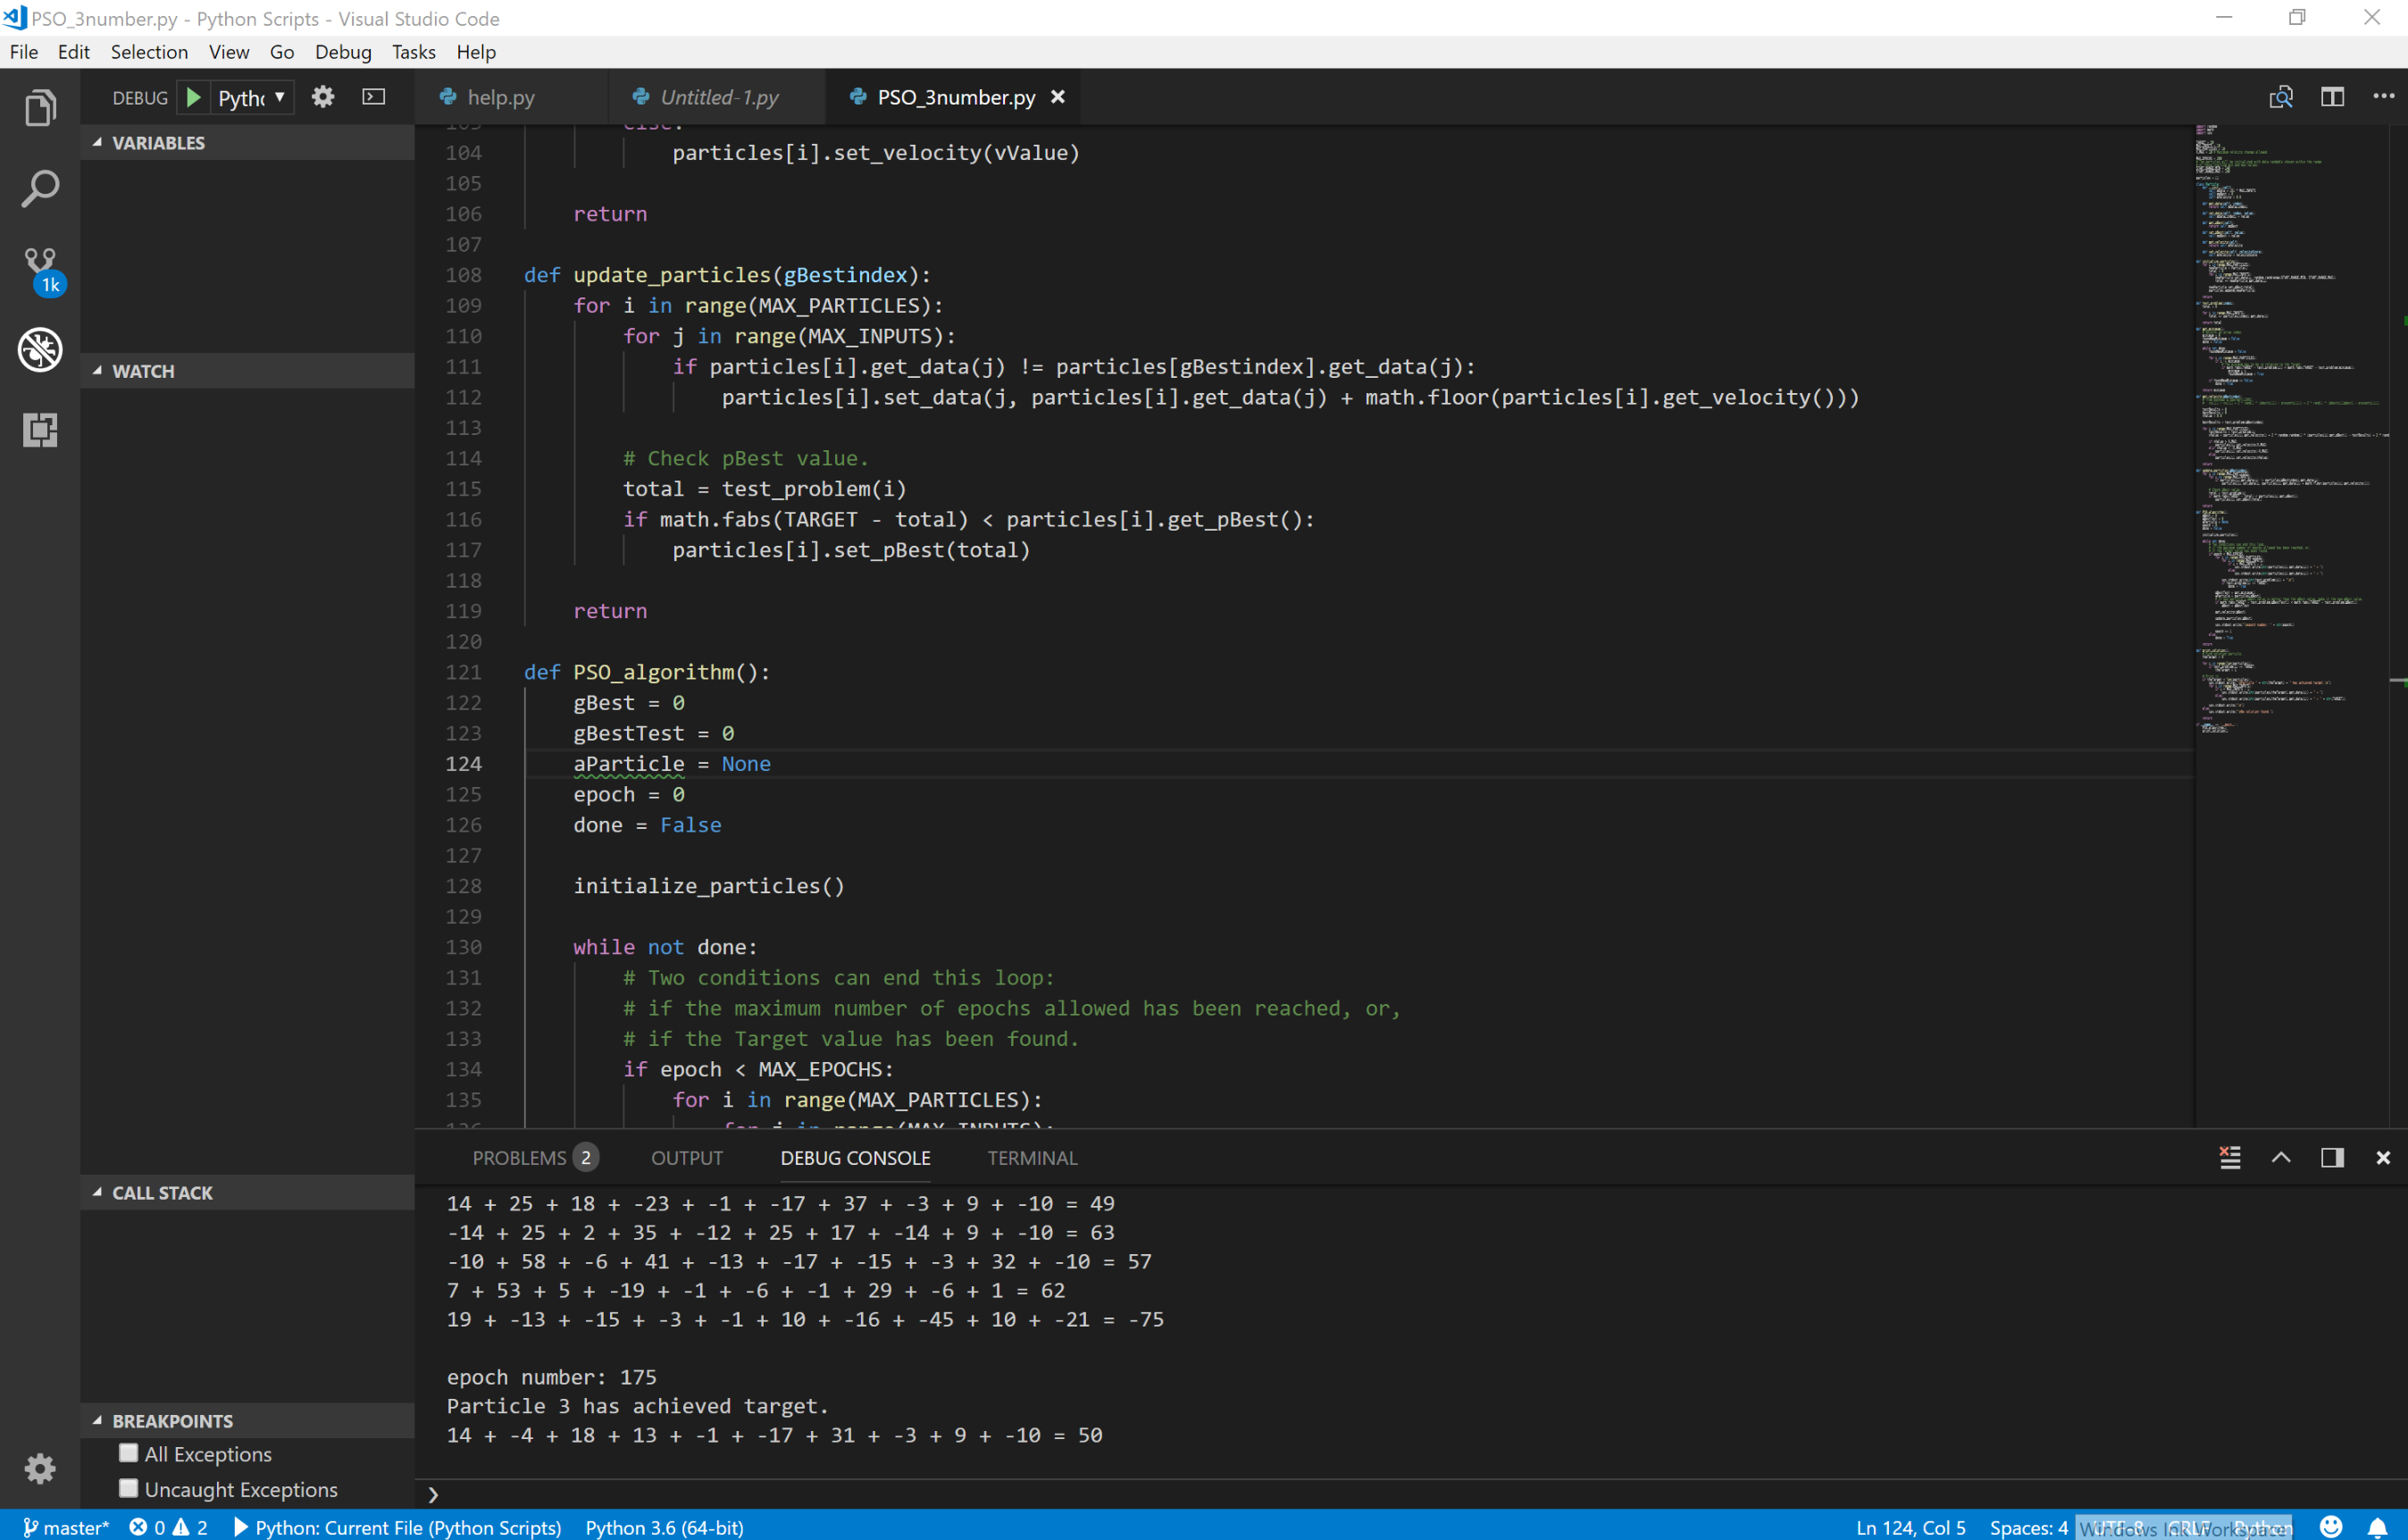 PSO_3number.py - Python Scripts - Visual Studio Code
File Edit Selection View Go Debug Tasks Help
DEBUG Pytho
help.py Untitled-1.py PSO_3number.py
1k
VARIABLES
WATCH
CALL STACK
BREAKPOINTS
All Exceptions
Uncaught Exceptions
103 else:
104 particles[i].set_velocity(vValue)
105
106 return
107
108 def update_particles(gBestindex):
109 for i in range(MAX_PARTICLES):
110 for j in range(MAX_INPUTS):
111 if particles[i].get_data(j) != particles[gBestindex].get_data(j):
112 particles[i].set_data(j, particles[i].get_data(j) + math.floor(particles[i].get_velocity()))
113
114 # Check pBest value.
115 total = test_problem(i)
116 if math.fabs(TARGET - total) < particles[i].get_pBest():
117 particles[i].set_pBest(total)
118
119 return
120
121 def PSO_algorithm():
122 gBest = 0
123 gBestTest = 0
124 aParticle = None
125 epoch = 0
126 done = False
127
128 initialize_particles()
129
130 while not done:
131 # Two conditions can end this loop:
132 # if the maximum number of epochs allowed has been reached, or,
133 # if the Target value has been found.
134 if epoch < MAX_EPOCHS:
135 for i in range(MAX_PARTICLES):
136 for j in range(MAX_INPUTS):
PROBLEMS 2 OUTPUT DEBUG CONSOLE TERMINAL
14 + 25 + 18 + -23 + -1 + -17 + 37 + -3 + 9 + -10 = 49
-14 + 25 + 2 + 35 + -12 + 25 + 17 + -14 + 9 + -10 = 63
-10 + 58 + -6 + 41 + -13 + -17 + -15 + -3 + 32 + -10 = 57
7 + 53 + 5 + -19 + -1 + -6 + -1 + 29 + -6 + 1 = 62
19 + -13 + -15 + -3 + -1 + 10 + -16 + -45 + 10 + -21 = -75
epoch number: 175
Particle 3 has achieved target.
14 + -4 + 18 + 13 + -1 + -17 + 31 + -3 + 9 + -10 = 50
master* 0 2 Python: Current File (Python Scripts) Python 3.6 (64-bit) Ln 124, Col 5 Spaces: 4 UTF-8 CRLF Python
Windows Ink Workspace